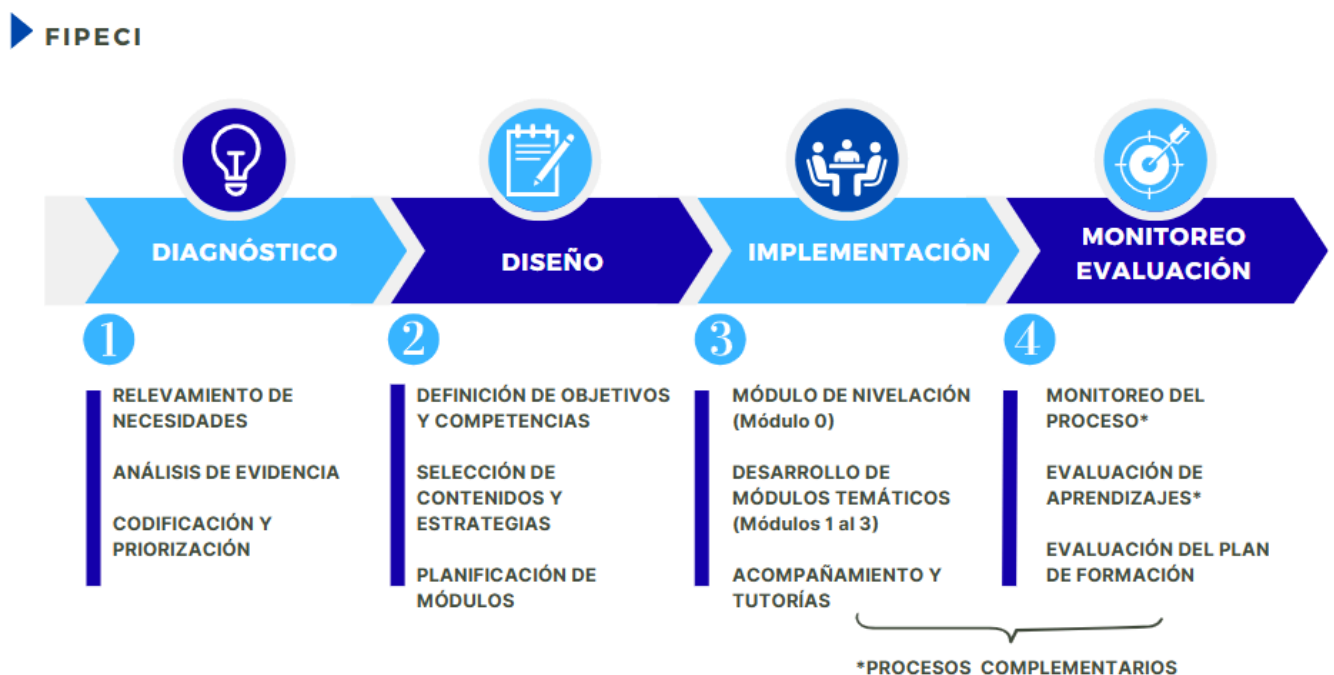 FIPECI
DIAGNÓSTICO
DISEÑO
IMPLEMENTACIÓN
MONITOREO
EVALUACIÓN
1
RELEVAMIENTO DE
NECESIDADES
ANÁLISIS DE EVIDENCIA
CODIFICACIÓN Y
PRIORIZACIÓN
2
DEFINICIÓN DE OBJETIVOS
Y COMPETENCIAS
SELECCIÓN DE
CONTENIDOS Y
ESTRATEGIAS
PLANIFICACIÓN DE
MÓDULOS
3
MÓDULO DE NIVELACIÓN
(Módulo 0)
DESARROLLO DE
MÓDULOS TEMÁTICOS
(Módulos 1 al 3)
ACOMPAÑAMIENTO Y
TUTORÍAS
4
MONITOREO DEL
PROCESO*
EVALUACIÓN DE
APRENDIZAJES*
EVALUACIÓN DEL PLAN
DE FORMACIÓN
*PROCESOS COMPLEMENTARIOS